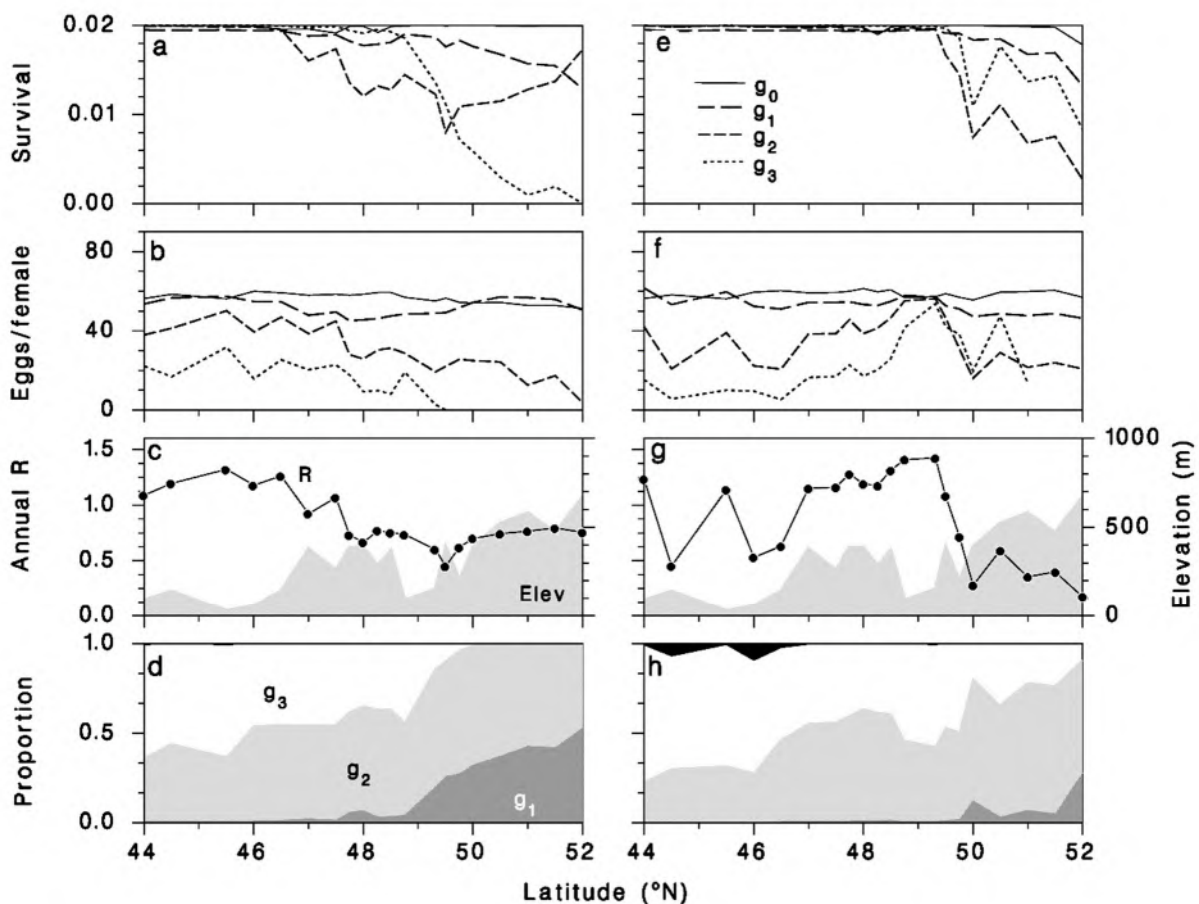 a
Survival
0.02
0.01
0.00
e
g0
g1
g2
g3
b
Eggs/female
80
40
0
f
c
R
Annual R
1.5
1.0
0.5
0.0
Elev
g
1000
500
0
Elevation (m)
d
g3
g2
g1
Proportion
1.0
0.5
0.0
h
44 46 48 50 52
44 46 48 50 52
Latitude (ºN)